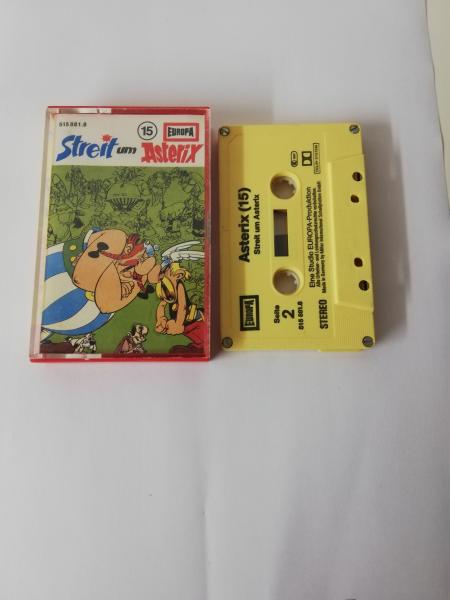 515 881.8
15
EUROPA
Streit um Asterix
Asterix (15)
Streit um Asterix
EUROPA
Seite
2
Eine Studio EUROPA-Produktion
515 881.8
STEREO